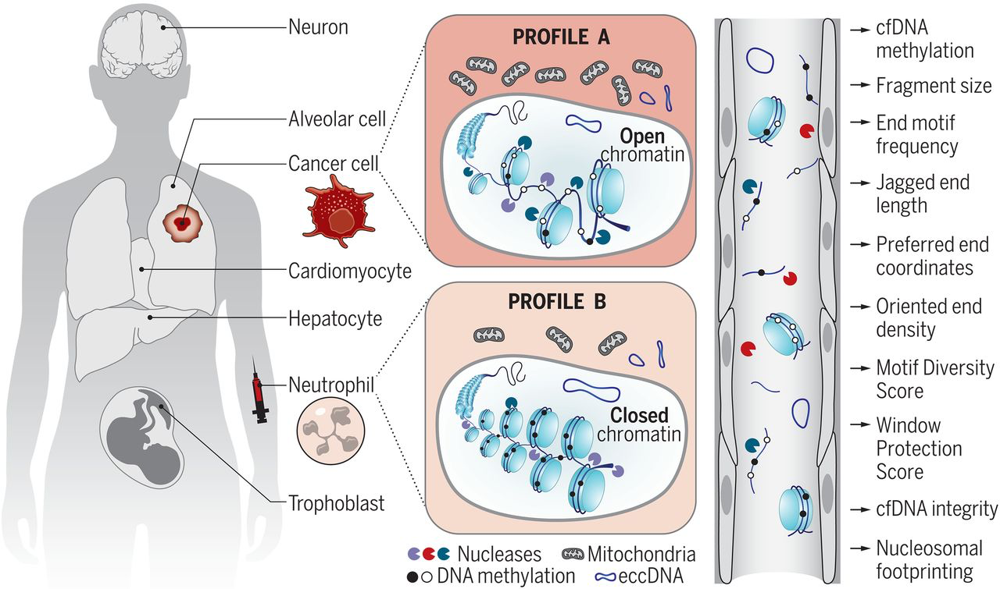 Neuron
Alveolar cell
Cancer cell
Cardiomyocyte
Hepatocyte
Neutrophil
Trophoblast
PROFILE A
Open
chromatin
PROFILE B
Closed
chromatin
Nucleases
Mitochondria
DNA methylation
eccDNA
cfDNA
methylation
Fragment size
End motif
frequency
Jagged end
length
Preferred end
coordinates
Oriented end
density
Motif Diversity
Score
Window
Protection
Score
cfDNA integrity
Nucleosomal
footprinting